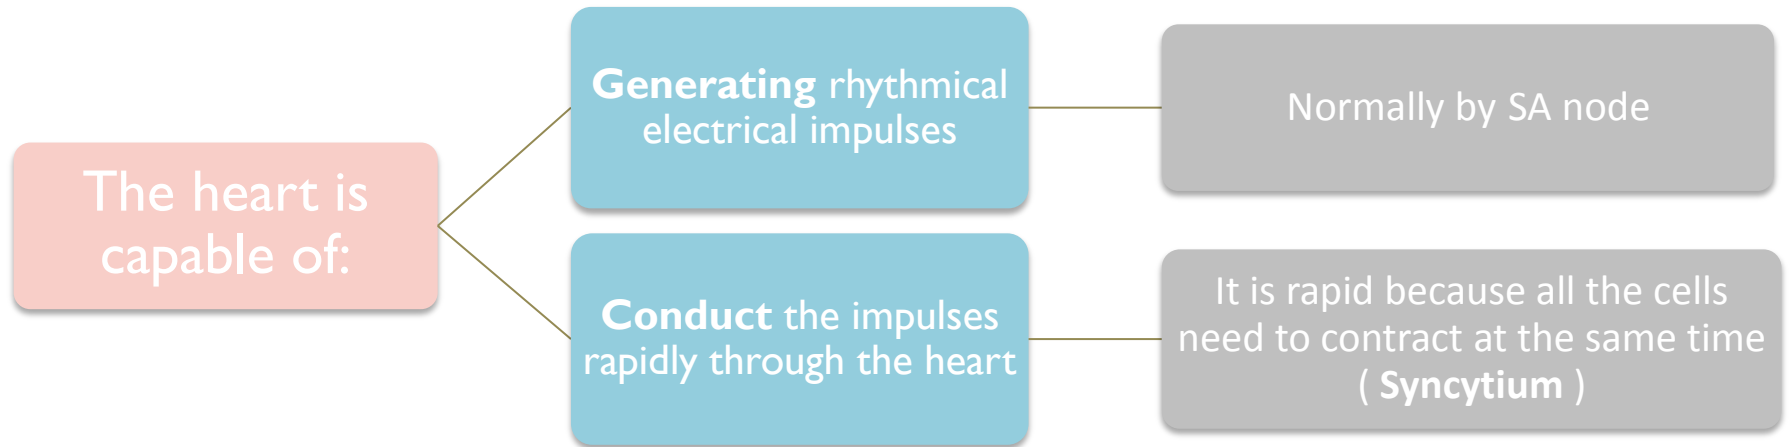 The heart is
capable of:
Generating rhythmical
electrical impulses
Normally by SA node
Conduct the impulses
rapidly through the heart
It is rapid because all the cells
need to contract at the same time
( Syncytium )